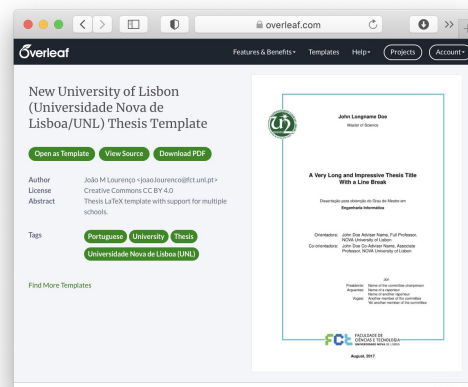 overleaf.com
Overleaf
Features & Benefits
Templates
Help
Projects
Account
New University of Lisbon
(Universidade Nova de
Lisboa/UNL) Thesis Template
Open as Template
View Source
Download PDF
Author João M Lourenço <joao.lourenco@fct.unl.pt>
License Creative Commons CC BY 4.0
Abstract Thesis LaTeX template with support for multiple
schools.
Tags Portuguese University Thesis
Universidade Nova de Lisboa (UNL)
Find More Templates
John Longname Doe
Master of Science
A Very Long and Impressive Thesis Title
With a Line Break
Dissertação para obtenção do Grau de Mestre em
Engenharia Informática
Orientadora: John Doe Adviser Name, Full Professor,
NOVA University of Lisbon
Co-orientadora: John Doe Co-Adviser Name, Associate
Professor, NOVA University of Lisbon
Júri
Presidente: Name of the committee chairperson
Arguentes: Name of a raporteur
Name of another raporteur
Vogais: Another member of the committee
Yet another member of the committee
FCt FACULDADE DE
CIÊNCIAS E TECNOLOGIA
UNIVERSIDADE NOVA DE LISBOA
August, 2017